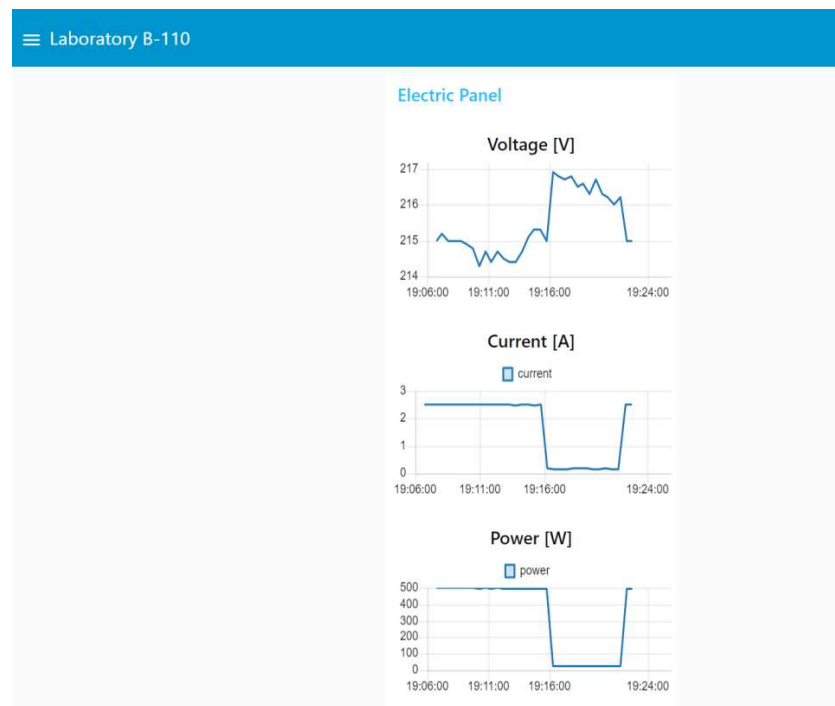 Laboratory B-110
Electric Panel
Voltage [V]
217
216
215
214
19:06:00 19:11:00 19:16:00 19:24:00
Current [A]
current
3
2
1
0
19:06:00 19:11:00 19:16:00 19:24:00
Power [W]
power
500
400
300
200
100
0
19:06:00 19:11:00 19:16:00 19:24:00